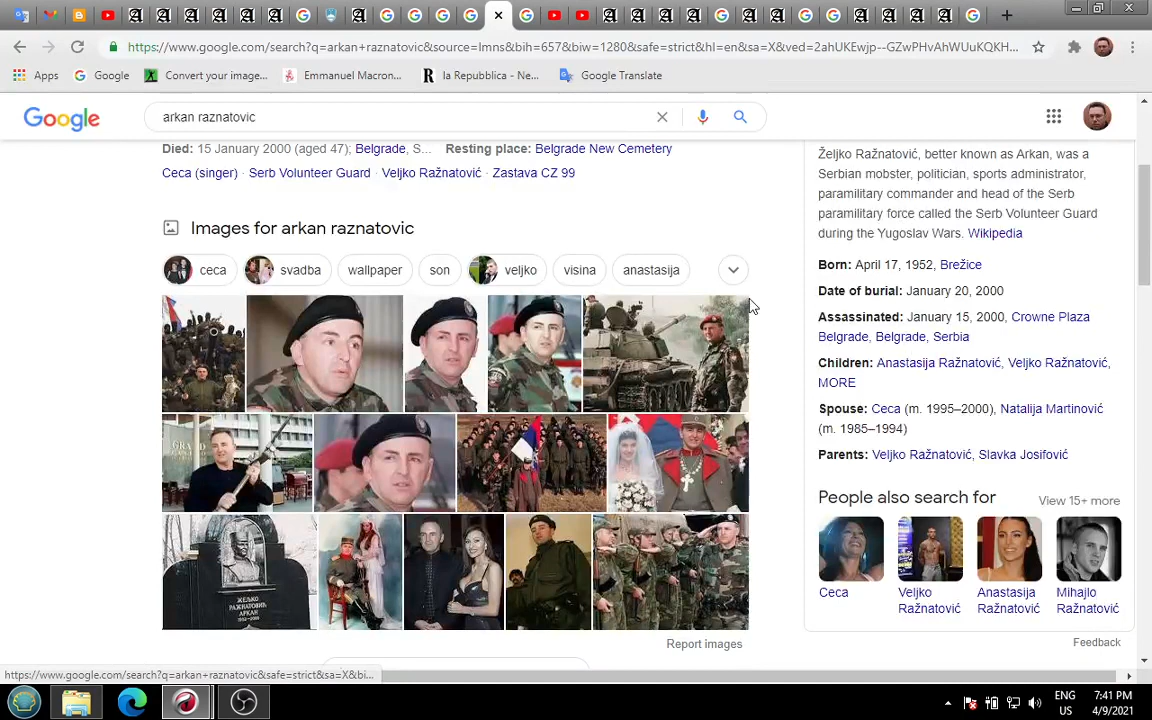 https://www.google.com/search?q=arkan+raznatovic&source=lmns&bih=657&biw=1280&safe=strict&hl=en&sa=X&ved=2ahUKEwjp--GZwPHvAhWUuKQKH...
Apps Google Convert your image... Emmanuel Macron... la Repubblica - Ne... Google Translate
Google
arkan raznatovic
Died: 15 January 2000 (aged 47); Belgrade, S... Resting place: Belgrade New Cemetery
Ceca (singer) · Serb Volunteer Guard · Veljko Ražnatović · Zastava CZ 99
Images for arkan raznatovic
ceca svadba wallpaper son veljko visina anastasija
GRAND
ЖЕЉКО
РАЖНАТОВИЋ
АРКАН
1952-2000
Report images
Željko Ražnatović, better known as Arkan, was a
Serbian mobster, politician, sports administrator,
paramilitary commander and head of the Serb
paramilitary force called the Serb Volunteer Guard
during the Yugoslav Wars. Wikipedia
Born: April 17, 1952, Brežice
Date of burial: January 20, 2000
Assassinated: January 15, 2000, Crowne Plaza
Belgrade, Belgrade, Serbia
Children: Anastasija Ražnatović, Veljko Ražnatović,
MORE
Spouse: Ceca (m. 1995–2000), Natalija Martinović
(m. 1985–1994)
Parents: Veljko Ražnatović, Slavka Josifović
People also search for
View 15+ more
Ceca
Veljko
Ražnatović
Anastasija
Ražnatović
Mihajlo
Ražnatović
Feedback
https://www.google.com/search?q=arkan+raznatovic&safe=strict&sa=X&bi...
ENG
US
7:41 PM
4/9/2021